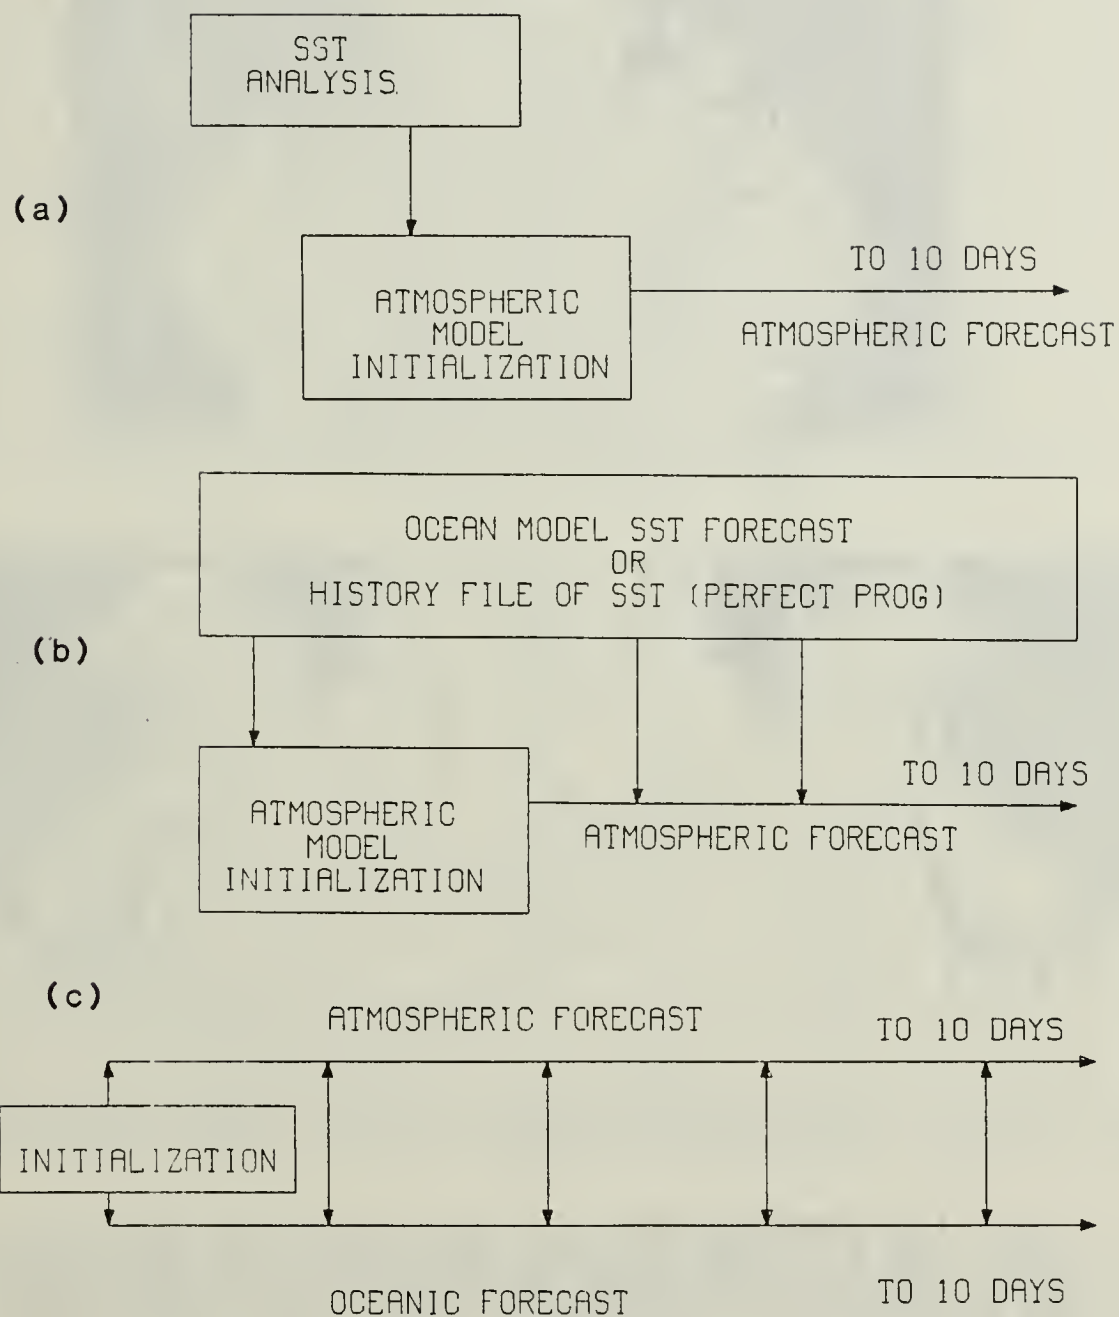 SST
ANALYSIS
(a)
TO 10 DAYS
ATMOSPHERIC
MODEL
INITIALIZATION
ATMOSPHERIC FORECAST
OCEAN MODEL SST FORECAST
OR
HISTORY FILE OF SST (PERFECT PROG)
(b)
TO 10 DAYS
ATMOSPHERIC
MODEL
INITIALIZATION
ATMOSPHERIC FORECAST
(c)
ATMOSPHERIC FORECAST
TO 10 DAYS
INITIALIZATION
OCEANIC FORECAST
TO 10 DAYS